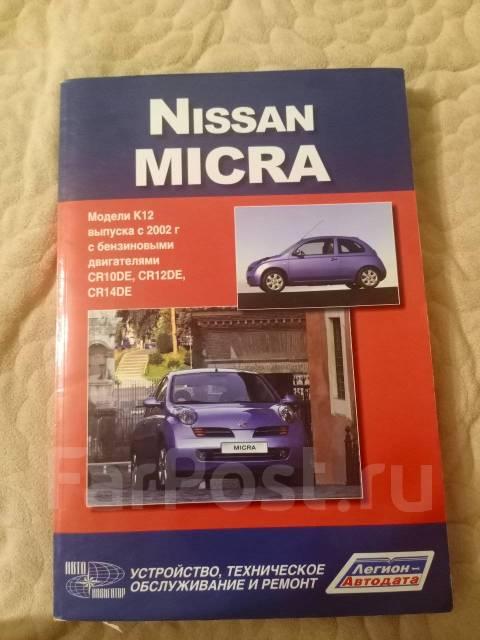 NISSAN
MICRA
Модели K12
выпуска с 2002 г
с бензиновыми
двигателями
CR10DE, CR12DE,
CR14DE
MICRA
FarPost.ru
АВТО
НАВИГАТОР
УСТРОЙСТВО, ТЕХНИЧЕСКОЕ
ОБСЛУЖИВАНИЕ И РЕМОНТ
Легион
Автодата